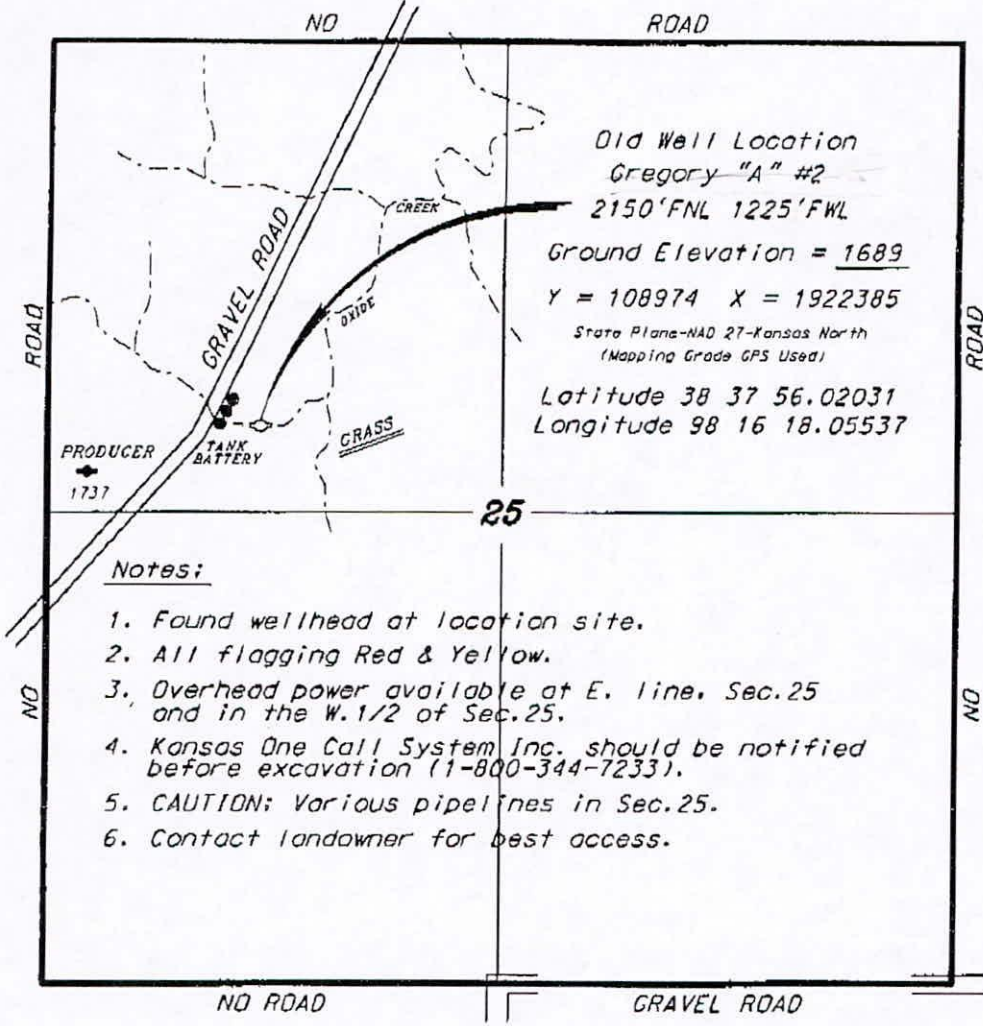 NO ROAD
Old Well Location
Gregory "A" #2
2150'FNL 1225'FWL
Ground Elevation = 1689
Y = 108974 X = 1922385
State Plane-NAD 27-Kansas North
(Mapping Grade GPS Used)
Latitude 38 37 56.02031
Longitude 98 16 18.05537
CREEK
OXIDE
GRAVEL ROAD
GRASS
TANK
BATTERY
PRODUCER
1737
NO ROAD
NO ROAD
25
Notes:
1. Found wellhead at location site.
2. All flagging Red & Yellow.
3. Overhead power available at E. line. Sec.25
and in the W.1/2 of Sec.25.
4. Kansas One Call System Inc. should be notified
before excavation (1-800-344-7233).
5. CAUTION: Various pipelines in Sec.25.
6. Contact landowner for best access.
NO ROAD
GRAVEL ROAD